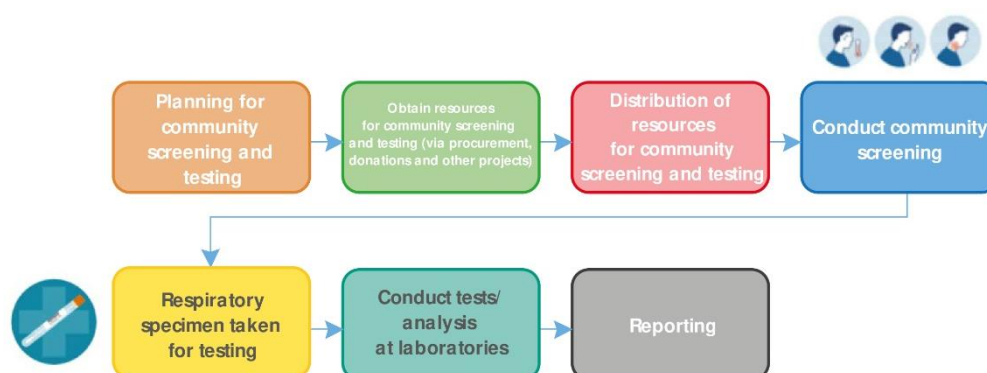 Planning for
community
screening and
testing
Obtain resources
for community screening
and testing (via procurement,
donations and other projects)
Distribution of
resources
for community
screening and testing
Conduct community
screening
Respiratory
specimen taken
for testing
Conduct tests/
analysis
at laboratories
Reporting